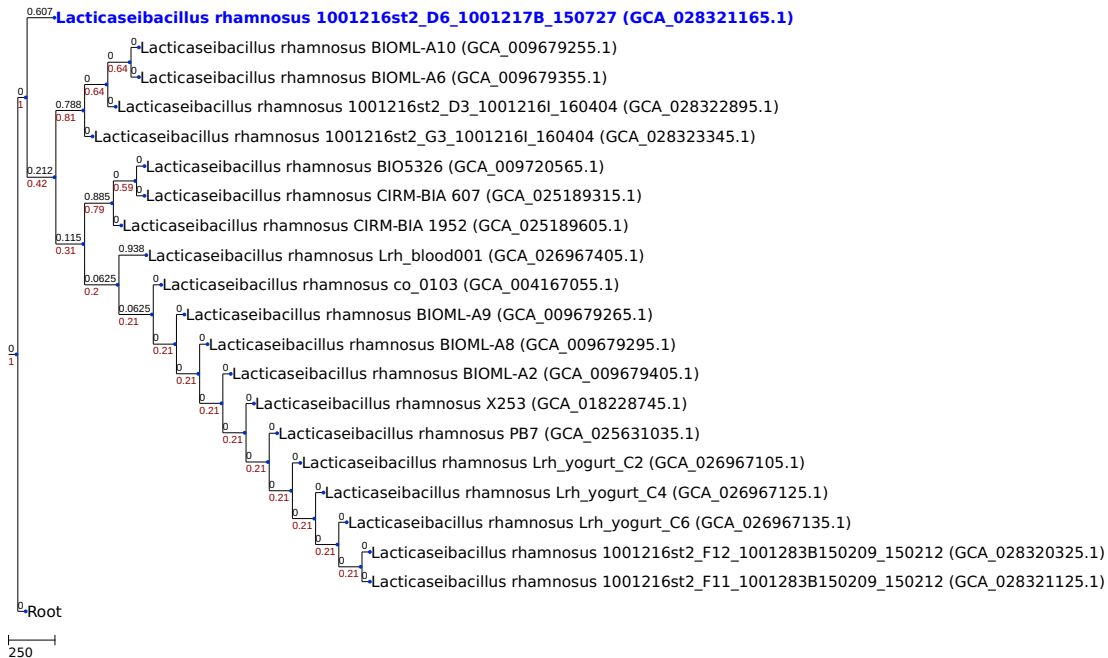 0.607
Lacticaseibacillus rhamnosus 1001216st2_D6_1001217B_150727 (GCA_028321165.1)
0
Lacticaseibacillus rhamnosus BIOML-A10 (GCA_009679255.1)
0
0.64
0
Lacticaseibacillus rhamnosus BIOML-A6 (GCA_009679355.1)
0
0.64
0
Lacticaseibacillus rhamnosus 1001216st2_D3_1001216I_160404 (GCA_028322895.1)
0.788
0.81
0
Lacticaseibacillus rhamnosus 1001216st2_G3_1001216I_160404 (GCA_028323345.1)
0
1
0
Lacticaseibacillus rhamnosus BIO5326 (GCA_009720565.1)
0.212
0.42
0
0.59
0
Lacticaseibacillus rhamnosus CIRM-BIA 607 (GCA_025189315.1)
0.885
0.79
0
Lacticaseibacillus rhamnosus CIRM-BIA 1952 (GCA_025189605.1)
0.115
0.31
0.938
Lacticaseibacillus rhamnosus Lrh_blood001 (GCA_026967405.1)
0.0625
0.2
0
Lacticaseibacillus rhamnosus co_0103 (GCA_004167055.1)
0.0625
0.21
0
Lacticaseibacillus rhamnosus BIOML-A9 (GCA_009679265.1)
0
0.21
0
Lacticaseibacillus rhamnosus BIOML-A8 (GCA_009679295.1)
0
0.21
0
Lacticaseibacillus rhamnosus BIOML-A2 (GCA_009679405.1)
0
0.21
0
Lacticaseibacillus rhamnosus X253 (GCA_018228745.1)
0
0.21
0
Lacticaseibacillus rhamnosus PB7 (GCA_025631035.1)
0
0.21
0
Lacticaseibacillus rhamnosus Lrh_yogurt_C2 (GCA_026967105.1)
0
0.21
0
Lacticaseibacillus rhamnosus Lrh_yogurt_C4 (GCA_026967125.1)
0
0.21
0
Lacticaseibacillus rhamnosus Lrh_yogurt_C6 (GCA_026967135.1)
0
0.21
0
Lacticaseibacillus rhamnosus 1001216st2_F12_1001283B150209_150212 (GCA_028320325.1)
0
0.21
0
Lacticaseibacillus rhamnosus 1001216st2_F11_1001283B150209_150212 (GCA_028321125.1)
0
1
0
Root
250